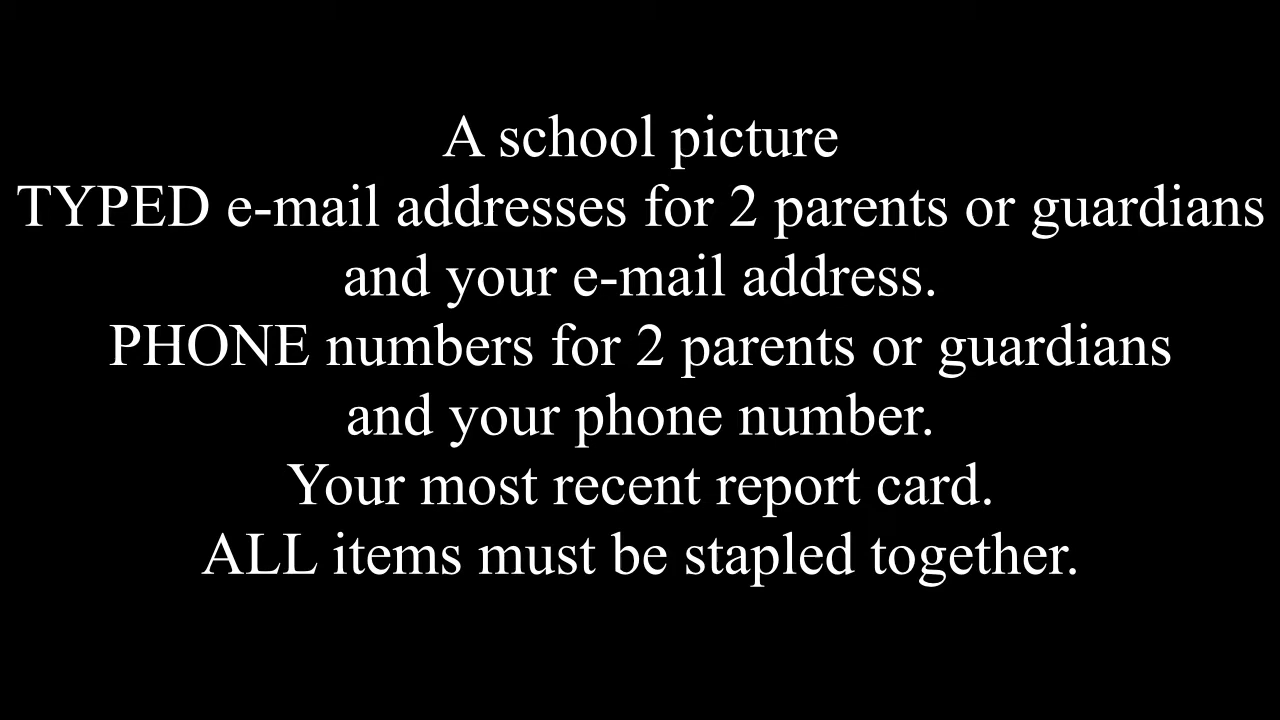 A school picture
TYPED e-mail addresses for 2 parents or guardians
and your e-mail address.
PHONE numbers for 2 parents or guardians
and your phone number.
Your most recent report card.
ALL items must be stapled together.